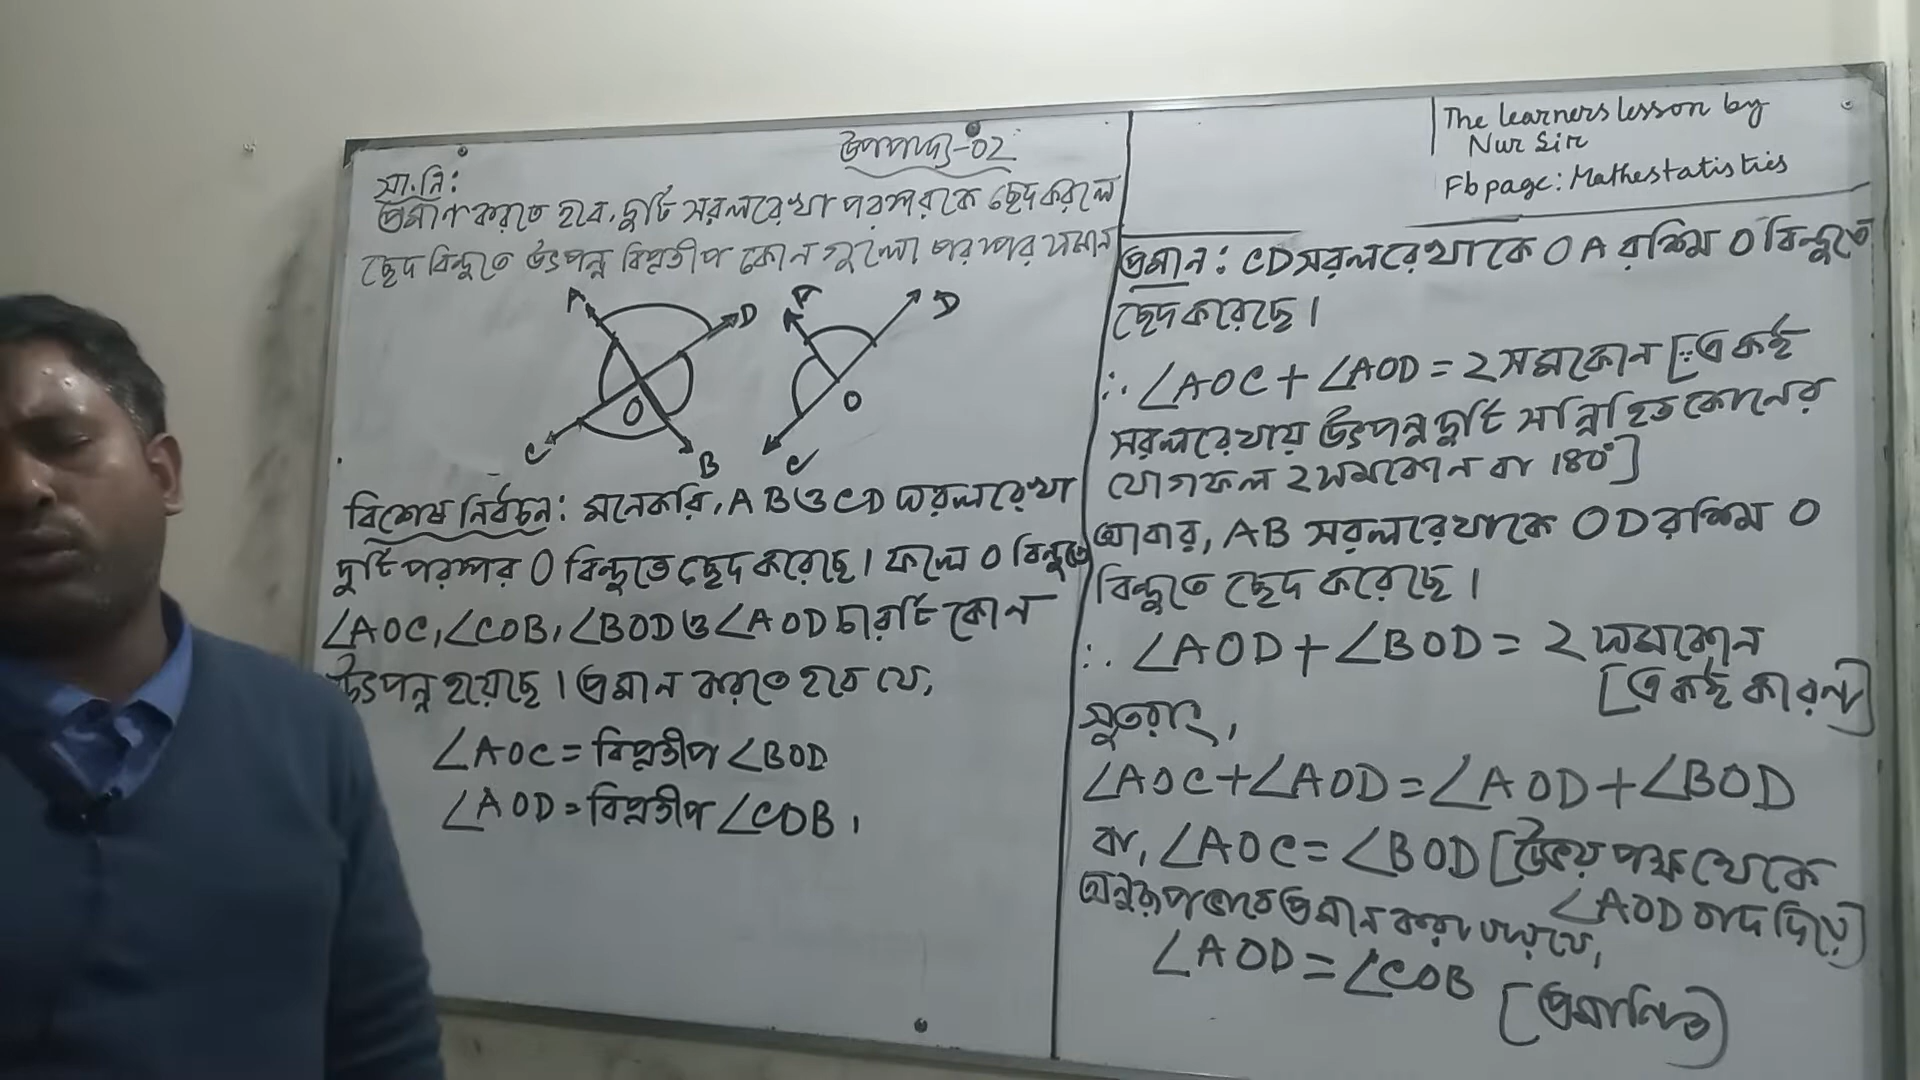 উপপাদ্য-02
সা.নি:
প্রমাণ করতে হবে, দুটি সরলরেখা পরস্পরকে ছেদ করলে
ছেদ বিন্দুতে উৎপন্ন বিপ্রতীপ কোন গুলো পরস্পর সমান
A
D
O
C
B
A
D
O
C
বিশেষ নির্বচন: মনেকরি, AB ও CD সরলরেখা
দুটি পরস্পর O বিন্দুতে ছেদ করেছে। ফলে O বিন্দুতে
∠AOC, ∠COB, ∠BOD ও ∠AOD চারটি কোন
উৎপন্ন হয়েছে। প্রমান করতে হবে যে,
∠AOC = বিপ্রতীপ ∠BOD
∠AOD = বিপ্রতীপ ∠COB।
The learners lesson by
Nur Sir
Fb page: Mathestatistics
প্রমান: CD সরলরেখাকে OA রশ্মি O বিন্দুতে
ছেদ করেছে।
∴ ∠AOC + ∠AOD = 2 সমকোন [∵ একই
সরলরেখায় উৎপন্ন দুটি সন্নিহিত কোনের
যোগফল 2 সমকোন বা 180°]
আবার, AB সরলরেখাকে OD রশ্মি O
বিন্দুতে ছেদ করেছে।
∴ ∠AOD + ∠BOD = 2 সমকোন
[একই কারণ]
সুতরাং,
∠AOC + ∠AOD = ∠AOD + ∠BOD
বা, ∠AOC = ∠BOD [উভয় পক্ষ থেকে
∠AOD বাদ দিয়ে]
অনুরূপভাবে প্রমান করা যায় যে,
∠AOD = ∠COB [প্রমানিত]